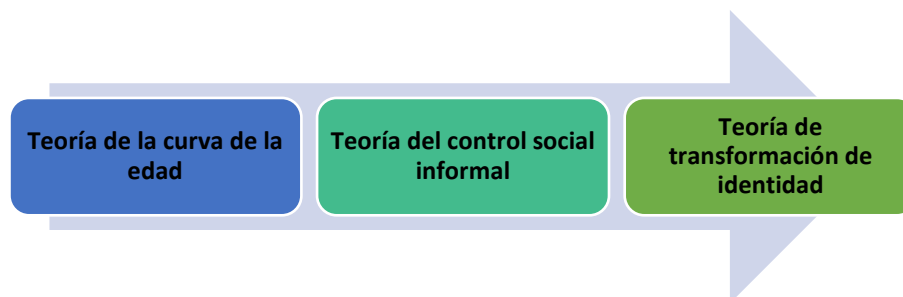 Teoría de la curva de la
edad
Teoría del control social
informal
Teoría de
transformación de
identidad